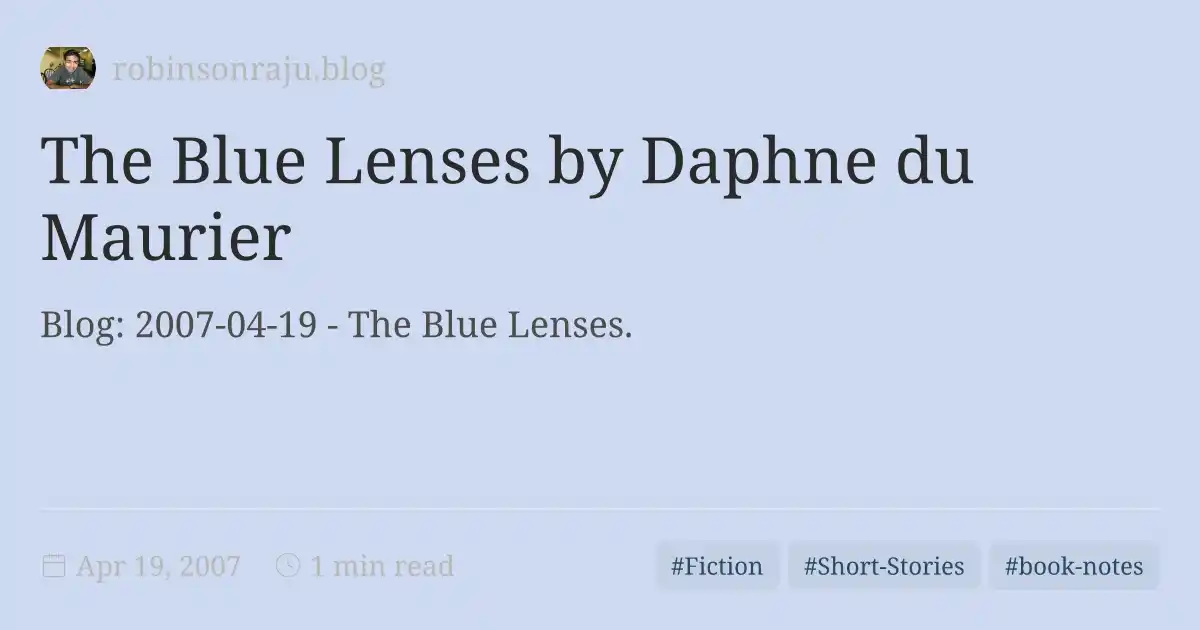 robinsonraju.blog
The Blue Lenses by Daphne du
Maurier
Blog: 2007-04-19 - The Blue Lenses.
Apr 19, 2007 1 min read #Fiction #Short-Stories #book-notes